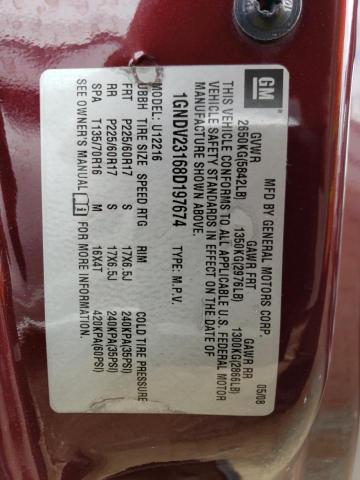 GM
MFD BY GENERAL MOTORS CORP. 05/08
GVWR GAWR FRT GAWR RR
2650KG(5842LB) 1350KG(2976LB) 1300KG(2866LB)
THIS VEHICLE CONFORMS TO ALL APPLICABLE U.S. FEDERAL MOTOR
VEHICLE SAFETY STANDARDS IN EFFECT ON THE DATE OF
MANUFACTURE SHOWN ABOVE.
1GNDV23168D197674 TYPE: M.P.V.
MODEL: U12216
UBBH TIRE SIZE SPEED RTG RIM COLD TIRE PRESSURE
FRT P225/60R17 S 17X6.5J 240KPA(35PSI)
RR P225/60R17 S 17X6.5J 240KPA(35PSI)
SPA T135/70R16 M 16X4T 420KPA(60PSI)
SEE OWNER'S MANUAL FOR MORE INFORMATION.